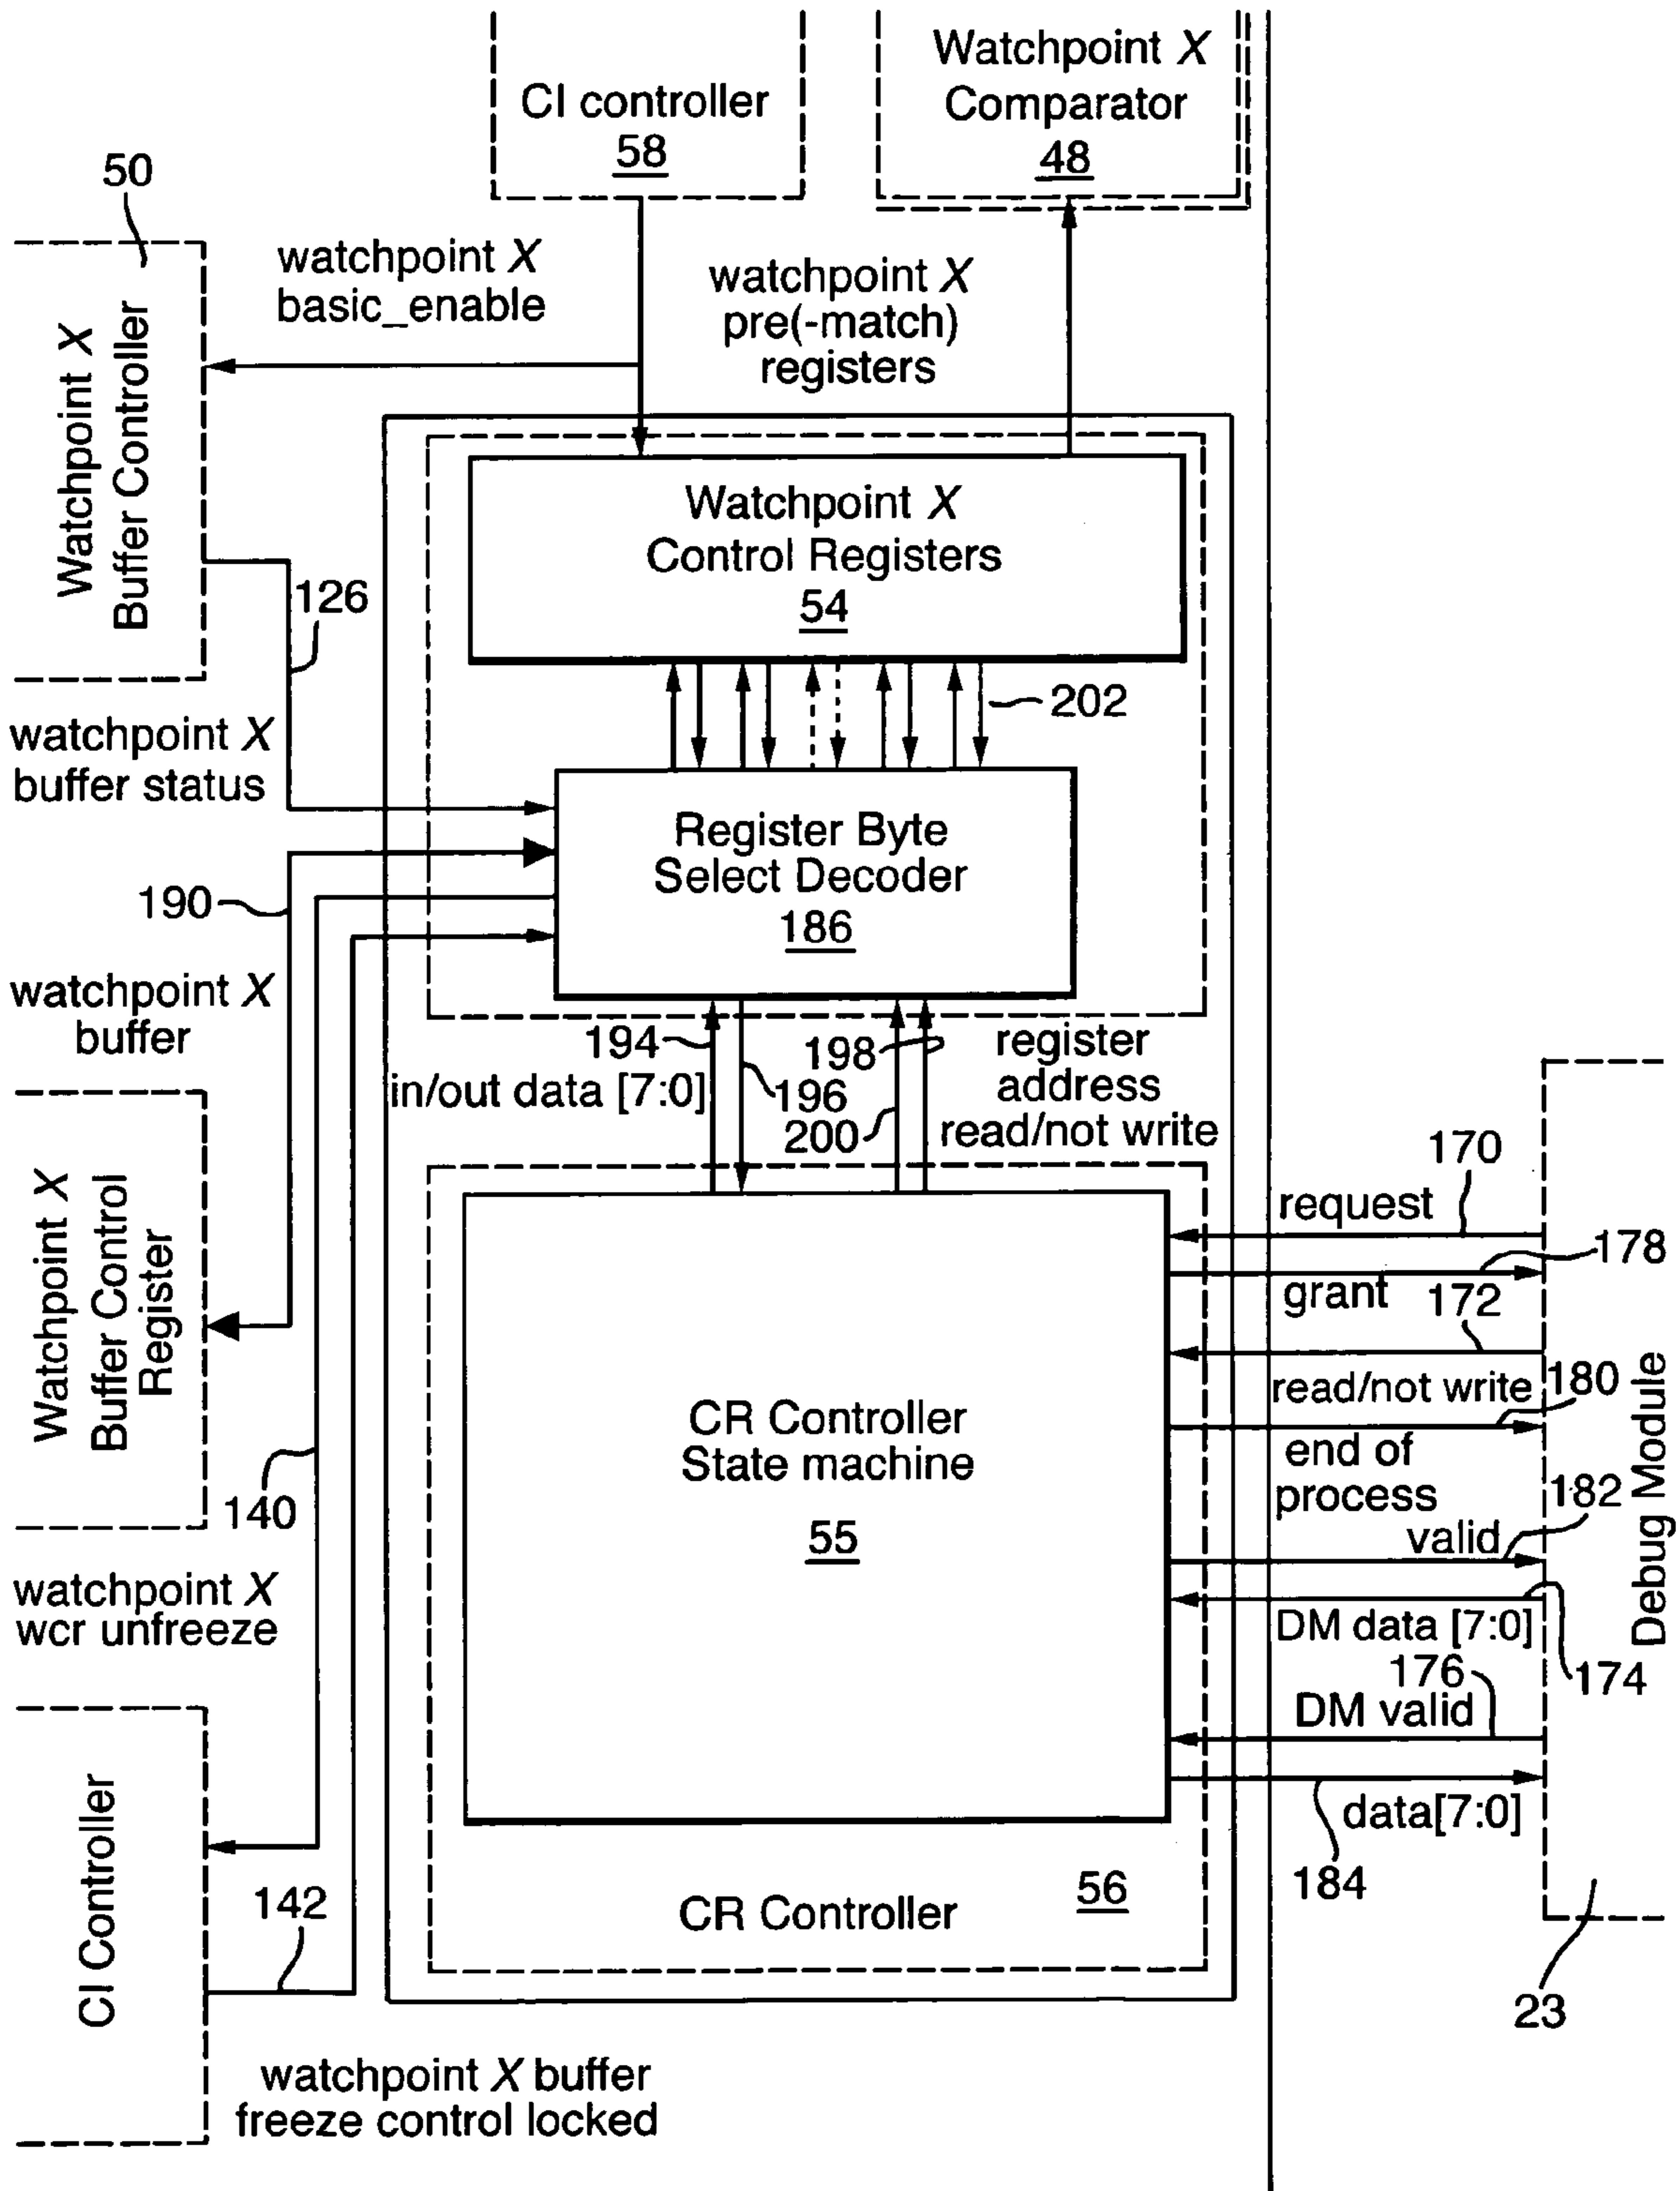 CI controller
58
Watchpoint X
Comparator
48
50
Watchpoint X
Buffer Controller
watchpoint X
basic_enable
watchpoint X
pre(-match)
registers
Watchpoint X
Control Registers
54
126
202
watchpoint X
buffer status
Register Byte
Select Decoder
186
190
watchpoint X
buffer
194
in/out data [7:0]
196
198
200
register
address
read/not write
Watchpoint X
Buffer Control
Register
140
watchpoint X
wcr unfreeze
CR Controller
State machine
55
CR Controller
56
170
request
178
grant
172
read/not write
180
end of
process
182
valid
DM data [7:0]
174
176
DM valid
data[7:0]
184
Debug Module
23
CI Controller
142
watchpoint X buffer
freeze control locked